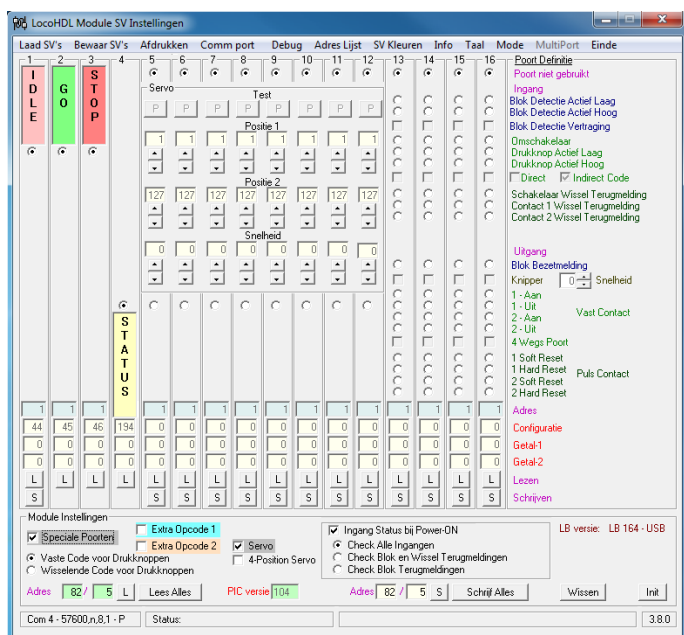 LocoHDL Module SV Instellingen
Laad SV's Bewaar SV's Afdrukken Comm port Debug Adres Lijst SV Kleuren Info Taal Mode MultiPort Einde
1 2 3 4 5 6 7 8 9 10 11 12 13 14 15 16 Poort Definitie
IDLE
GO
STOP
STATUS
Servo
Test
P P P P P P P P
Positie 1
1 1 1 1 1 1 1 1
Positie 2
127 127 127 127 127 127 127 127
Snelheid
0 0 0 0 0 0 0 0
Poort niet gebruikt
Ingang
Blok Detectie Actief Laag
Blok Detectie Actief Hoog
Blok Detectie Vertraging
Omschakelaar
Drukknop Actief Laag
Drukknop Actief Hoog
Direct Indirect Code
Schakelaar Wissel Terugmelding
Contact 1 Wissel Terugmelding
Contact 2 Wissel Terugmelding
Uitgang
Blok Bezetmelding
Knipper 0 Snelheid
1 - Aan
1 - Uit
2 - Aan
2 - Uit
Vast Contact
4 Wegs Poort
1 Soft Reset
1 Hard Reset
2 Soft Reset
2 Hard Reset
Puls Contact
1 1 1 1 1 1 1 1 1 1 1 1 1 1 1 1 Adres
44 45 46 194 0 0 0 0 0 0 0 0 0 0 0 0 Configuratie
0 0 0 0 0 0 0 0 0 0 0 0 0 0 0 0 Getal-1
0 0 0 0 0 0 0 0 0 0 0 0 0 0 0 0 Getal-2
L L L L L L L L L L L L L L L L Lezen
S S S S S S S S S S S S S Schrijven
Module Instellingen
Speciale Poorten
Extra Opcode 1
Extra Opcode 2
Servo
4-Position Servo
Vaste Code voor Drukknoppen
Wisselende Code voor Drukknoppen
Ingang Status bij Power-ON
Check Alle Ingangen
Check Blok en Wissel Terugmeldingen
Check Blok Terugmeldingen
LB versie: LB 164 - USB
Adres 82 / 5 L Lees Alles PIC versie 104 Adres 82 / 5 S Schrijf Alles Wissen Init
Com 4 - 57600,n,8,1 - P Status: 3.8.0